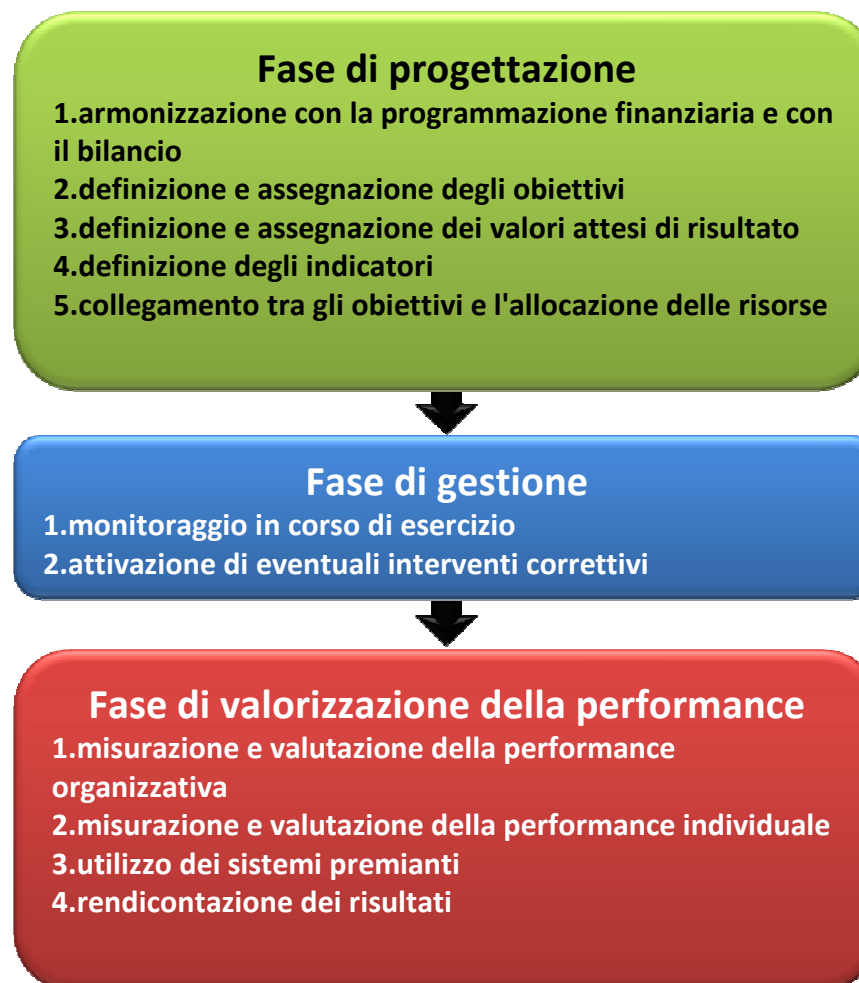 Fase di progettazione
1.armonizzazione con la programmazione finanziaria e con
il bilancio
2.definizione e assegnazione degli obiettivi
3.definizione e assegnazione dei valori attesi di risultato
4.definizione degli indicatori
5.collegamento tra gli obiettivi e l'allocazione delle risorse
Fase di gestione
1.monitoraggio in corso di esercizio
2.attivazione di eventuali interventi correttivi
Fase di valorizzazione della performance
1.misurazione e valutazione della performance
organizzativa
2.misurazione e valutazione della performance individuale
3.utilizzo dei sistemi premianti
4.rendicontazione dei risultati